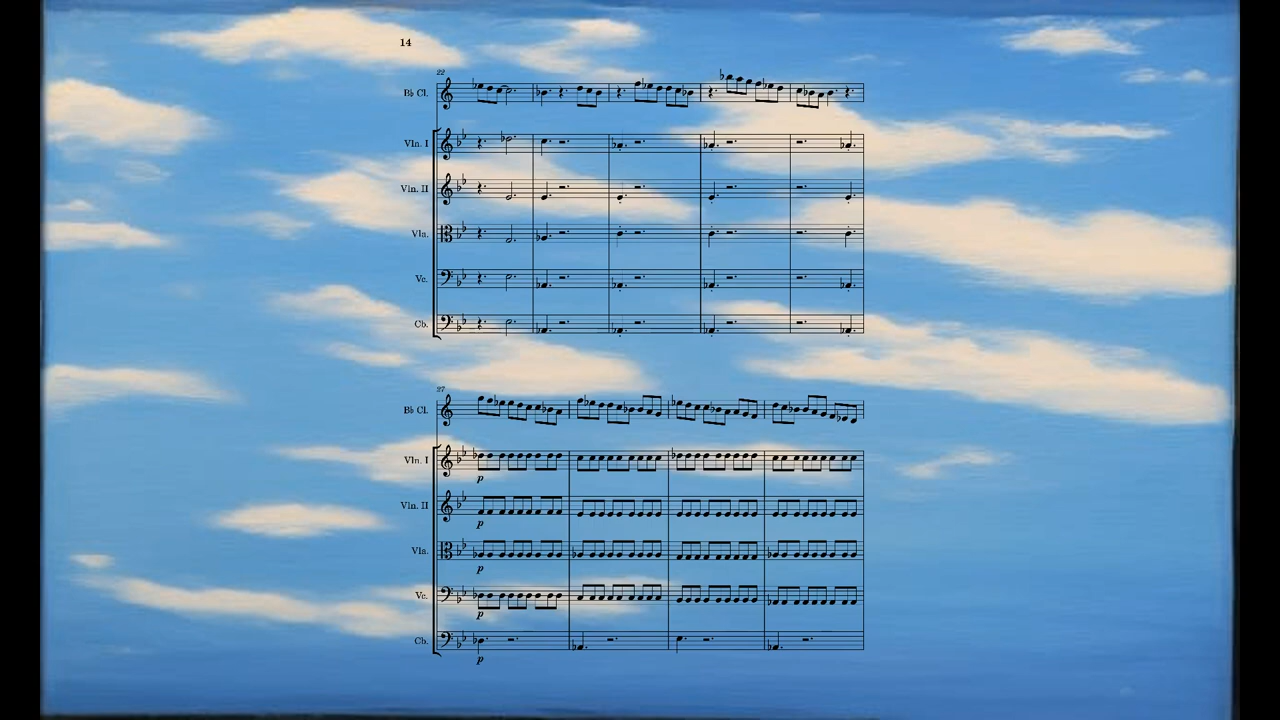 14
22
B♭ Cl.
Vln. I
Vln. II
Vla.
Vc.
Cb.
27
B♭ Cl.
Vln. I
p
Vln. II
p
Vla.
p
Vc.
p
Cb.
p